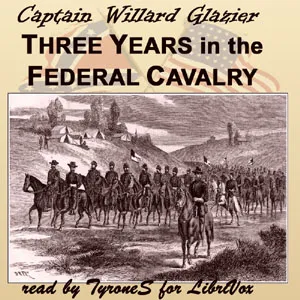 Captain Willard Glazier
THREE YEARS in the
FEDERAL CAVALRY
read by TyroneS for LibriVox